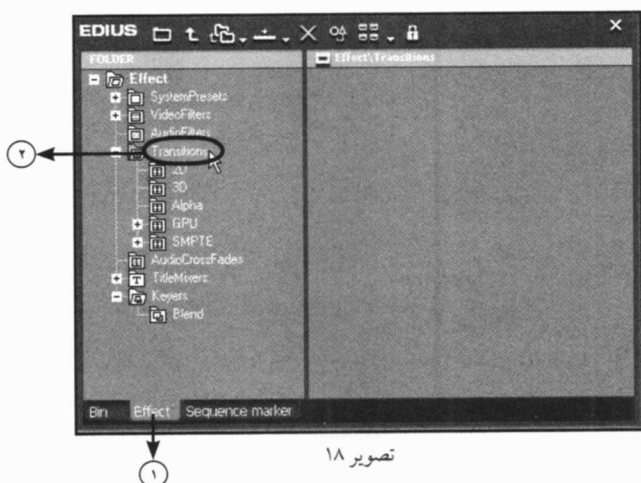 EDIUS
FOLDER
Effect\Transitions
Effect
SystemPresets
VideoFilters
AudioFilters
Transitions
2D
3D
Alpha
GPU
SMPTE
AudioCrossFades
TitleMixers
Keyers
Blend
Bin Effect Sequence marker
۲
۱
تصویر ۱۸